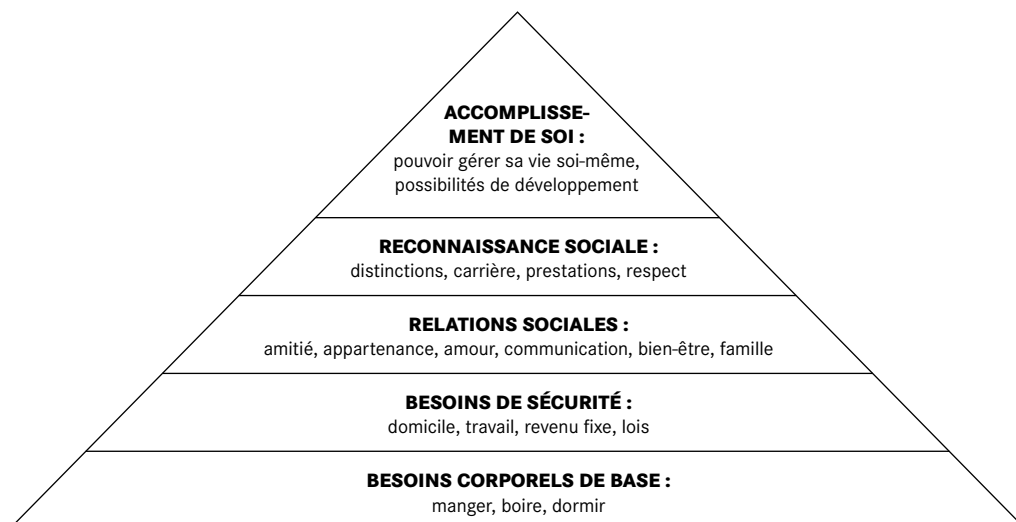 ACCOMPLISSE-
MENT DE SOI :
pouvoir gérer sa vie soi-même,
possibilités de développement
RECONNAISSANCE SOCIALE :
distinctions, carrière, prestations, respect
RELATIONS SOCIALES :
amitié, appartenance, amour, communication, bien-être, famille
BESOINS DE SÉCURITÉ :
domicile, travail, revenu fixe, lois
BESOINS CORPORELS DE BASE :
manger, boire, dormir